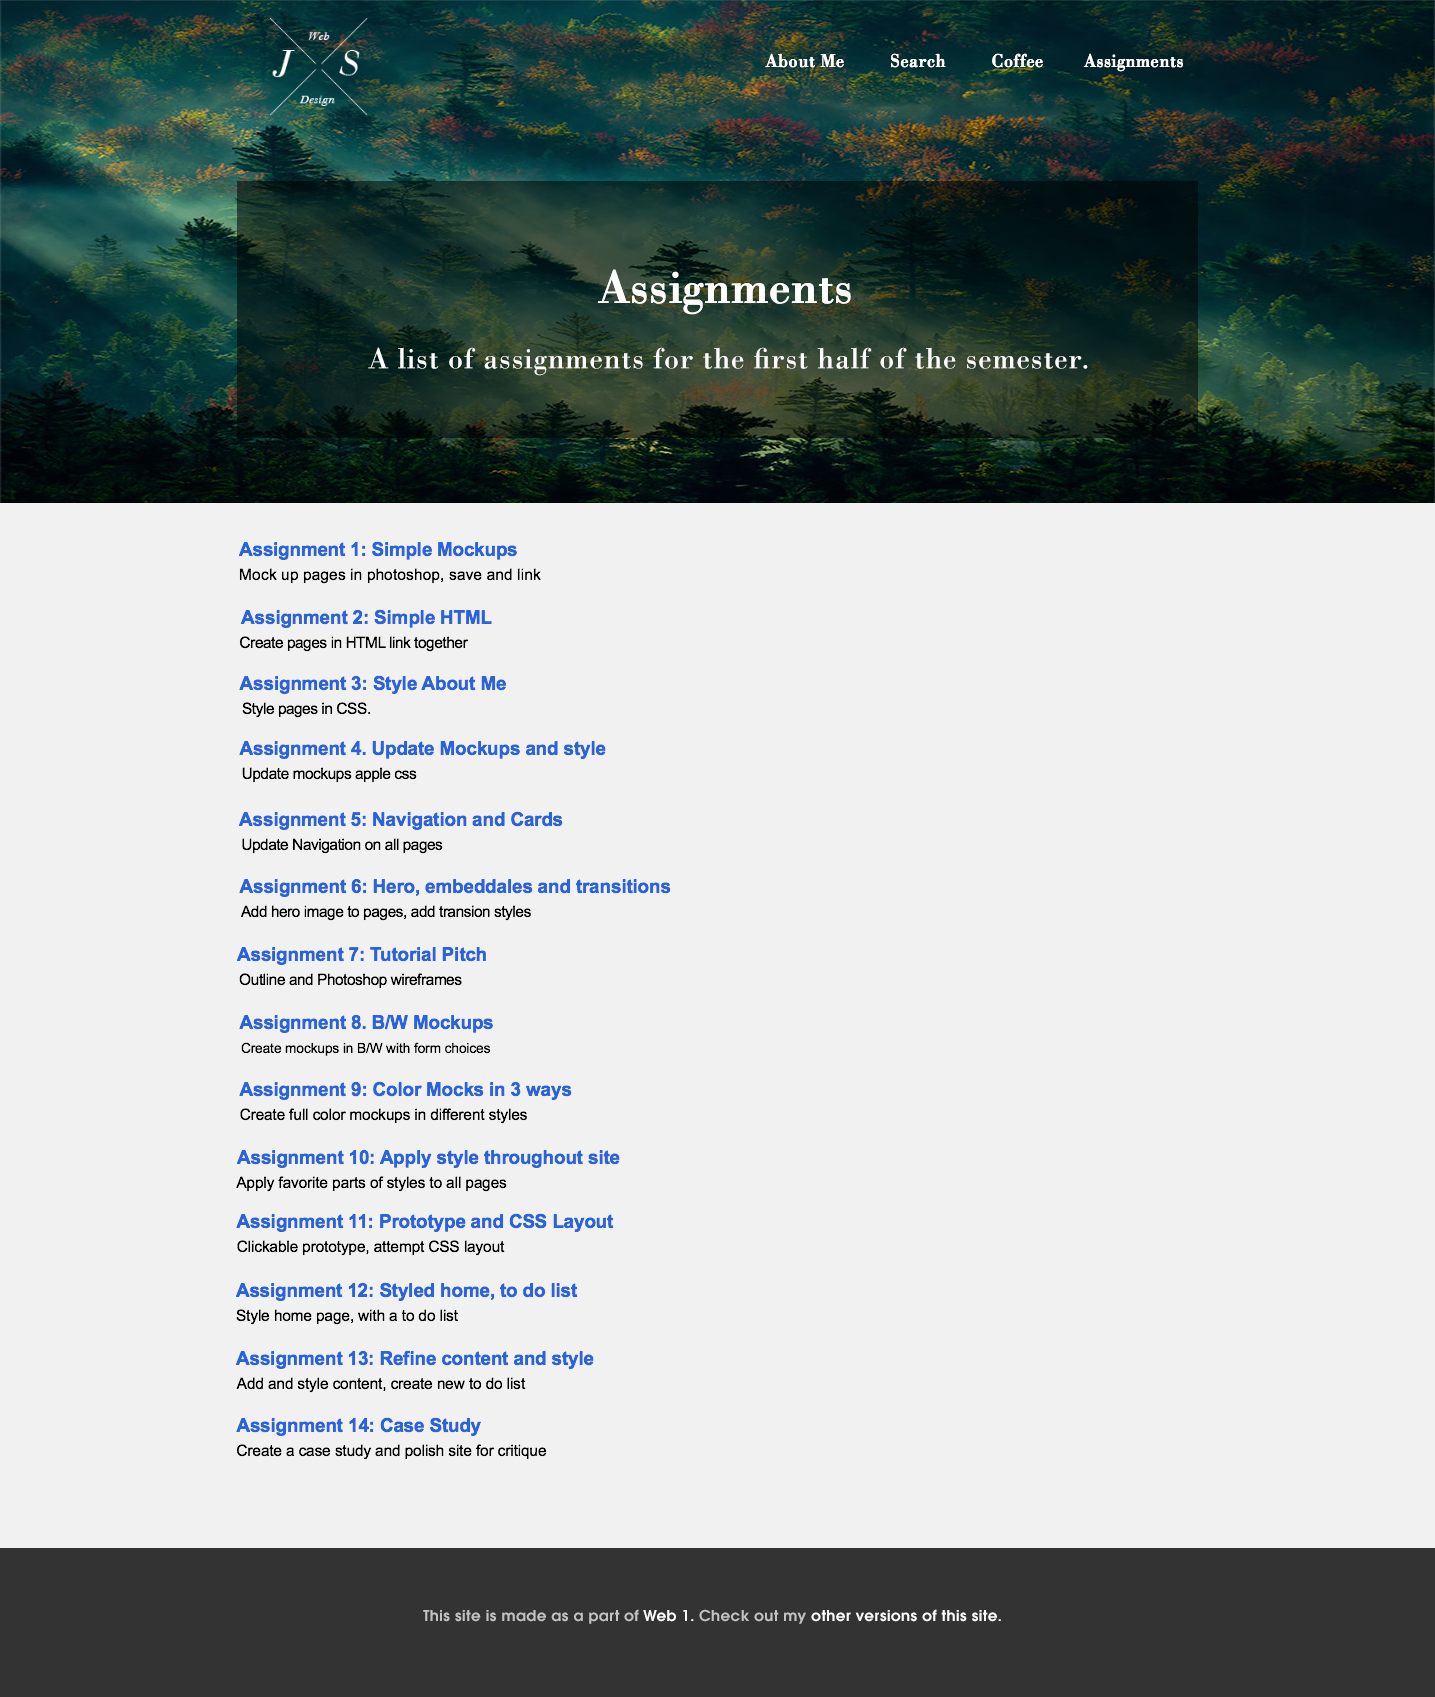 Web
J S
Design
About Me Search Coffee Assignments
Assignments
A list of assignments for the first half of the semester.
Assignment 1: Simple Mockups
Mock up pages in photoshop, save and link
Assignment 2: Simple HTML
Create pages in HTML link together
Assignment 3: Style About Me
Style pages in CSS.
Assignment 4. Update Mockups and style
Update mockups apple css
Assignment 5: Navigation and Cards
Update Navigation on all pages
Assignment 6: Hero, embeddales and transitions
Add hero image to pages, add transion styles
Assignment 7: Tutorial Pitch
Outline and Photoshop wireframes
Assignment 8. B/W Mockups
Create mockups in B/W with form choices
Assignment 9: Color Mocks in 3 ways
Create full color mockups in different styles
Assignment 10: Apply style throughout site
Apply favorite parts of styles to all pages
Assignment 11: Prototype and CSS Layout
Clickable prototype, attempt CSS layout
Assignment 12: Styled home, to do list
Style home page, with a to do list
Assignment 13: Refine content and style
Add and style content, create new to do list
Assignment 14: Case Study
Create a case study and polish site for critique
This site is made as a part of Web 1. Check out my other versions of this site.